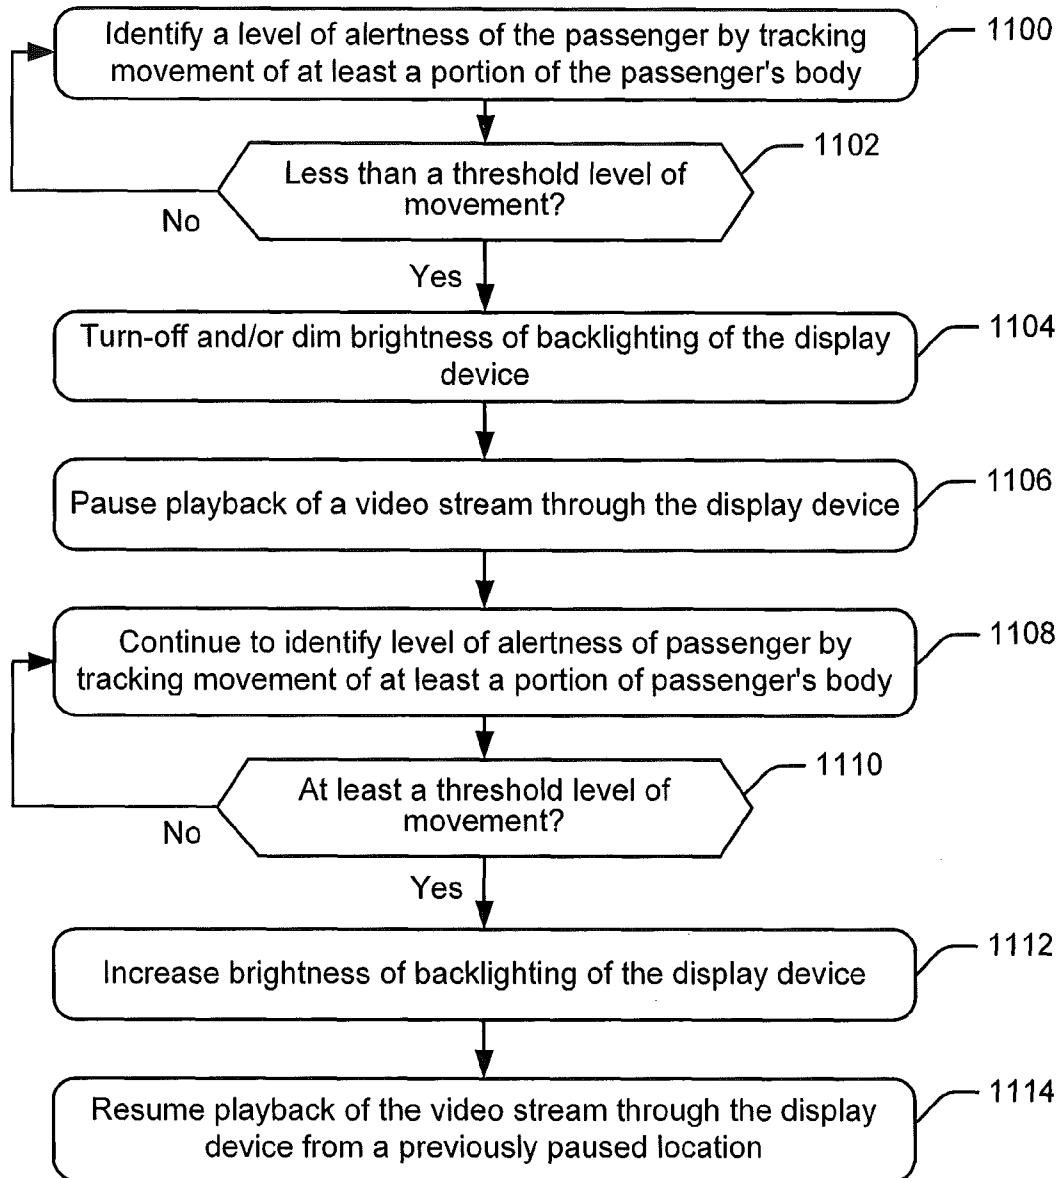 Identify a level of alertness of the passenger by tracking
movement of at least a portion of the passenger's body
1100
Less than a threshold level of
movement?
1102
No
Yes
Turn-off and/or dim brightness of backlighting of the display
device
1104
Pause playback of a video stream through the display device
1106
Continue to identify level of alertness of passenger by
tracking movement of at least a portion of passenger's body
1108
At least a threshold level of
movement?
1110
No
Yes
Increase brightness of backlighting of the display device
1112
Resume playback of the video stream through the display
device from a previously paused location
1114